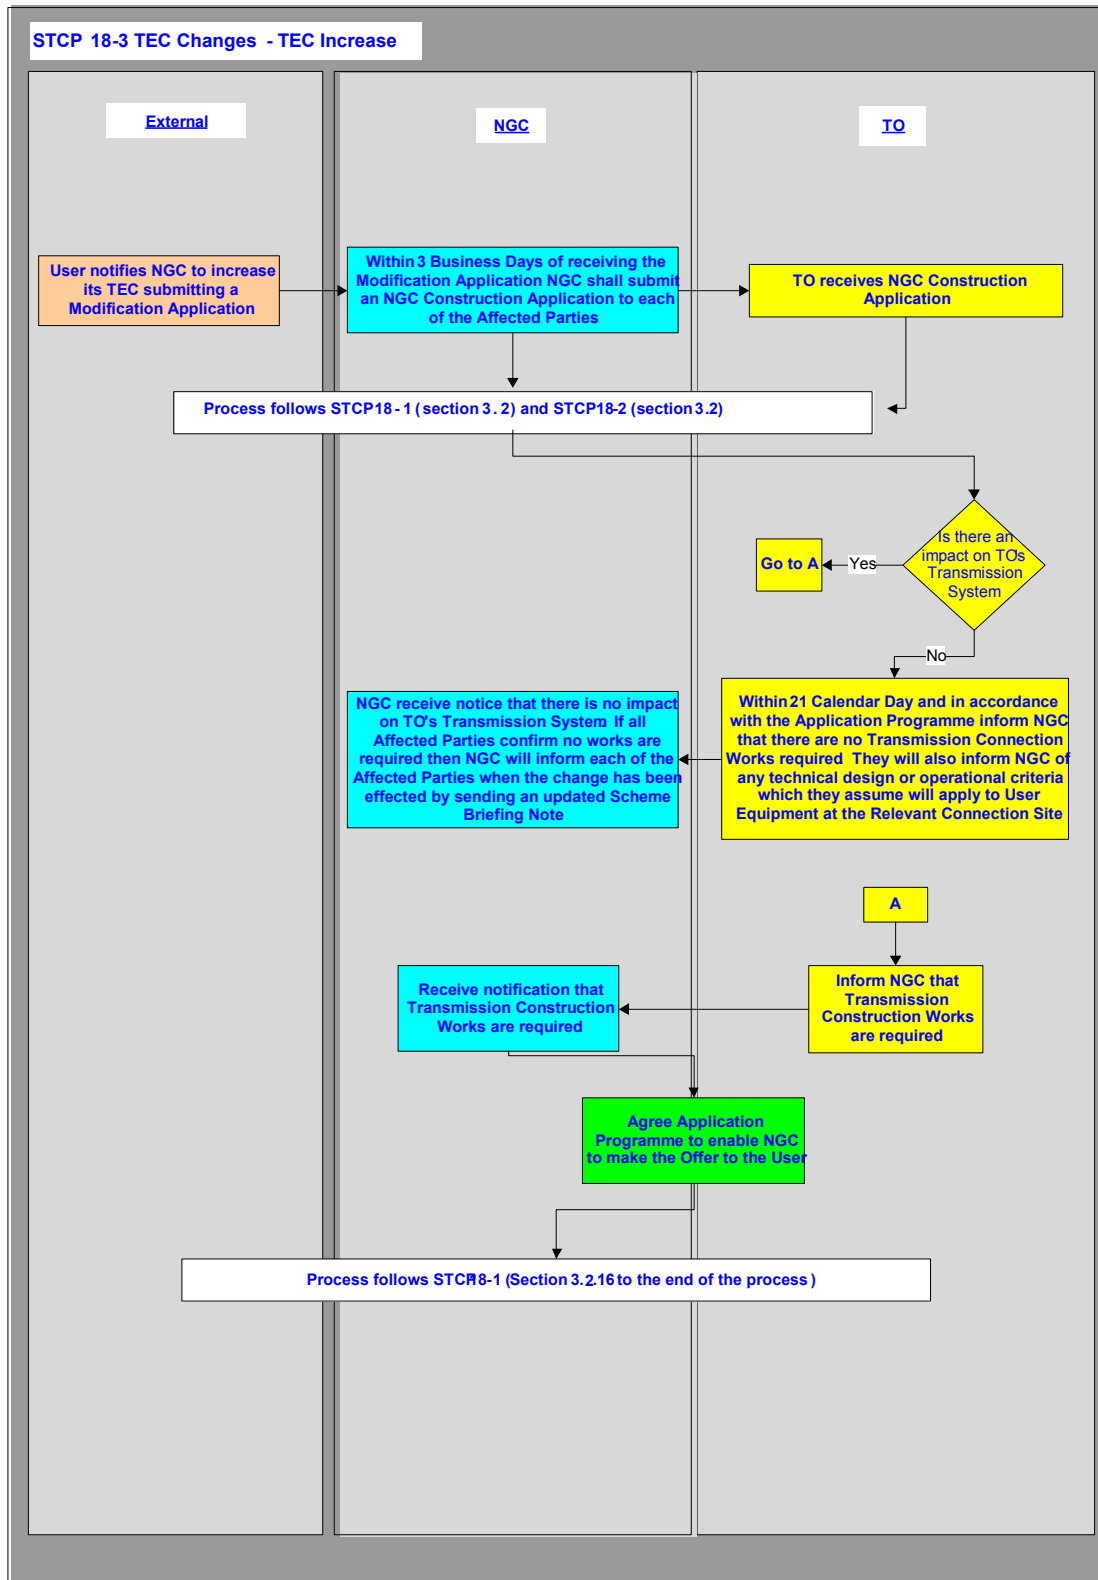 STCP 18-3 TEC Changes - TEC Increase
External
NGC
TO
User notifies NGC to increase
its TEC submitting a
Modification Application
Within 3 Business Days of receiving the
Modification Application NGC shall submit
an NGC Construction Application to each
of the Affected Parties
TO receives NGC Construction
Application
Process follows STCP18-1 (section 3.2) and STCP18-2 (section 3.2)
Is there an
impact on TO's
Transmission
System
Go to A
Yes
No
NGC receive notice that there is no impact
on TO's Transmission System If all
Affected Parties confirm no works are
required then NGC will inform each of the
Affected Parties when the change has been
effected by sending an updated Scheme
Briefing Note
Within 21 Calendar Day and in accordance
with the Application Programme inform NGC
that there are no Transmission Connection
Works required They will also inform NGC of
any technical design or operational criteria
which they assume will apply to User
Equipment at the Relevant Connection Site
A
Receive notification that
Transmission Construction
Works are required
Inform NGC that
Transmission
Construction Works
are required
Agree Application
Programme to enable NGC
to make the Offer to the User
Process follows STCP18-1 (Section 3.2.16 to the end of the process)